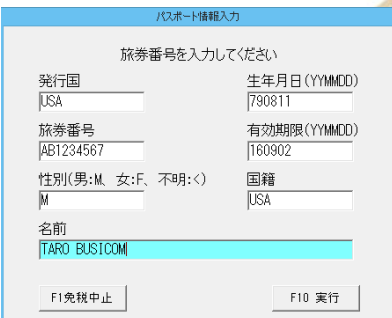 パスポート情報入力
旅券番号を入力してください
発行国 生年月日(YYMMDD)
USA 790811
旅券番号 有効期限(YYMMDD)
AB1234567 160902
性別(男:M、女:F、不明:<) 国籍
M USA
名前
TARO BUSICOM
F1免税中止 F10 実行